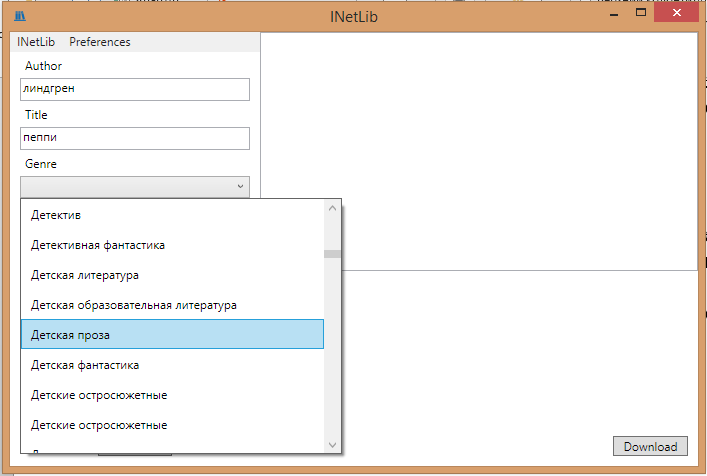 INetLib
INetLib Preferences
Author
линдгрен
Title
пеппи
Genre
Детектив
Детективная фантастика
Детская литература
Детская образовательная литература
Детская проза
Детская фантастика
Детские остросюжетные
Детские остросюжетные
Download